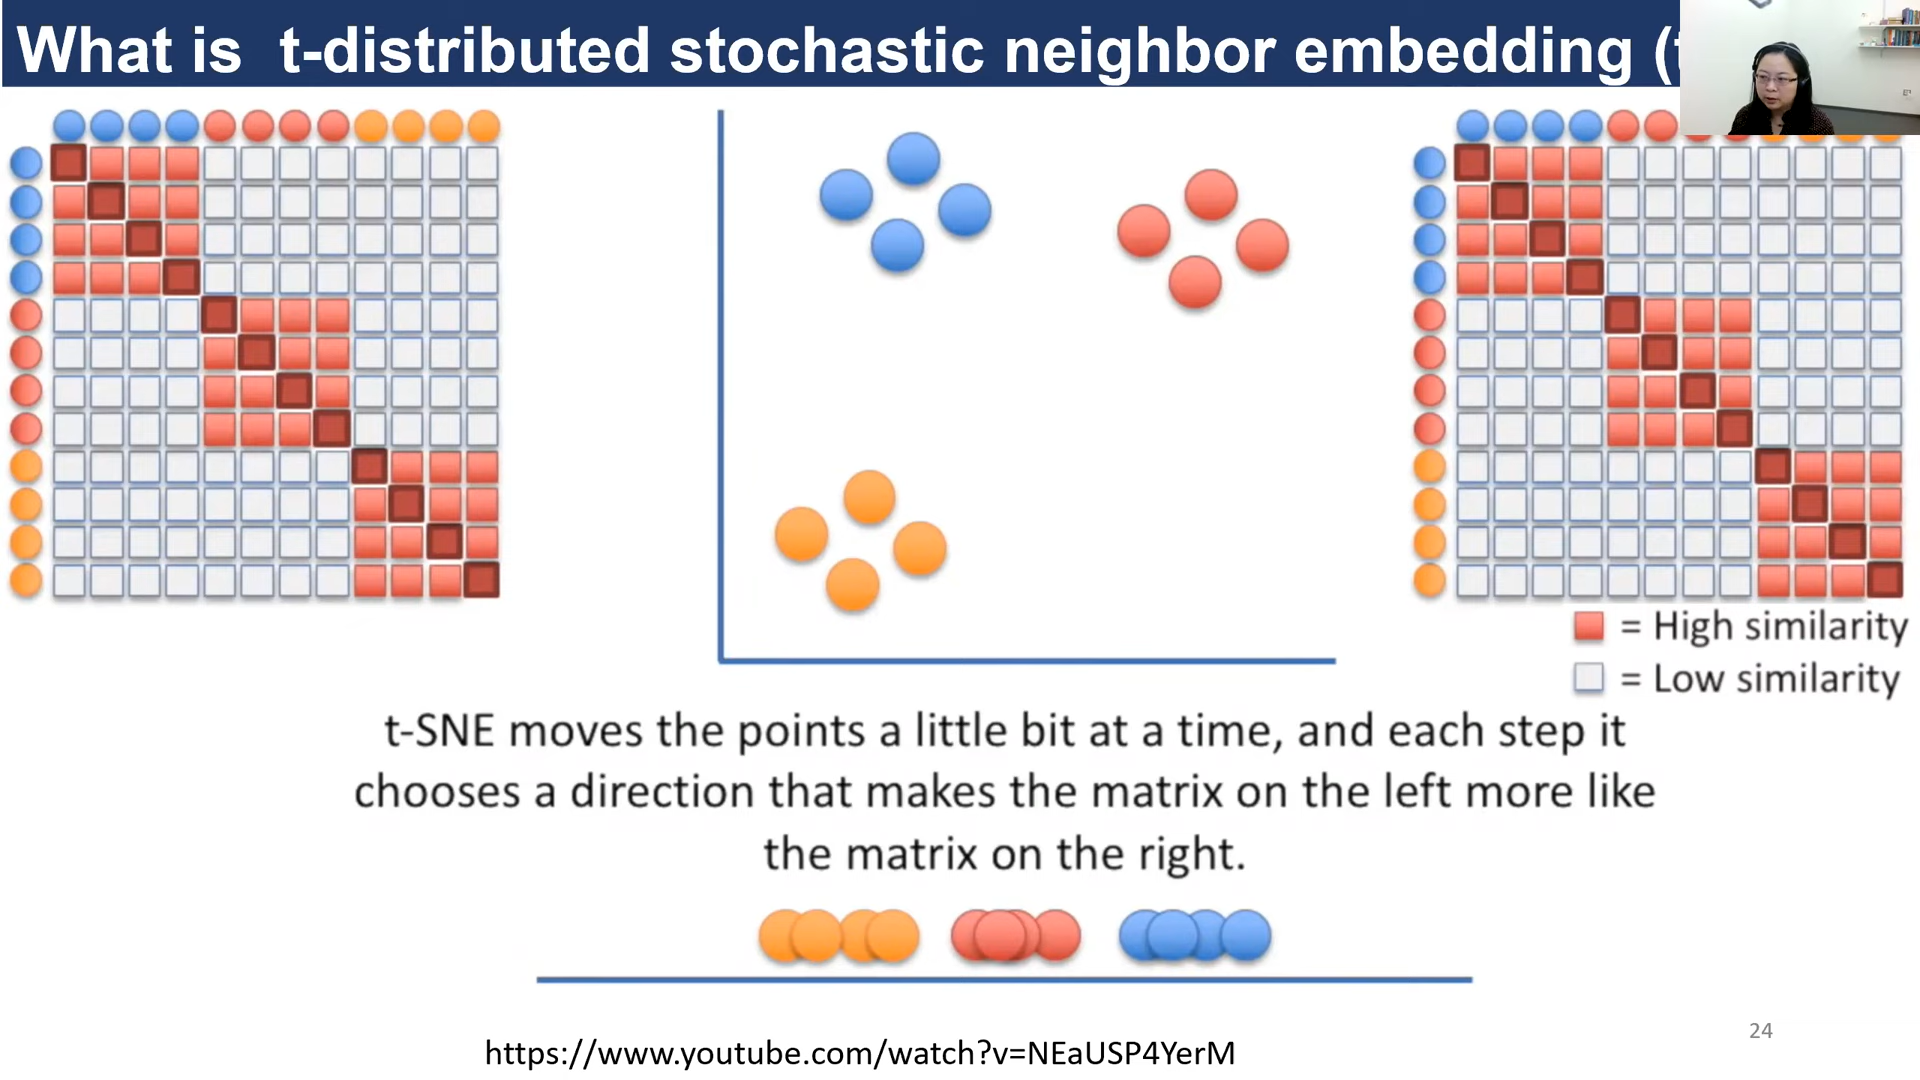 What is  t-distributed stochastic neighbor embedding (t
= High similarity
= Low similarity
t-SNE moves the points a little bit at a time, and each step it
chooses a direction that makes the matrix on the left more like
the matrix on the right.
24
https://www.youtube.com/watch?v=NEaUSP4YerM